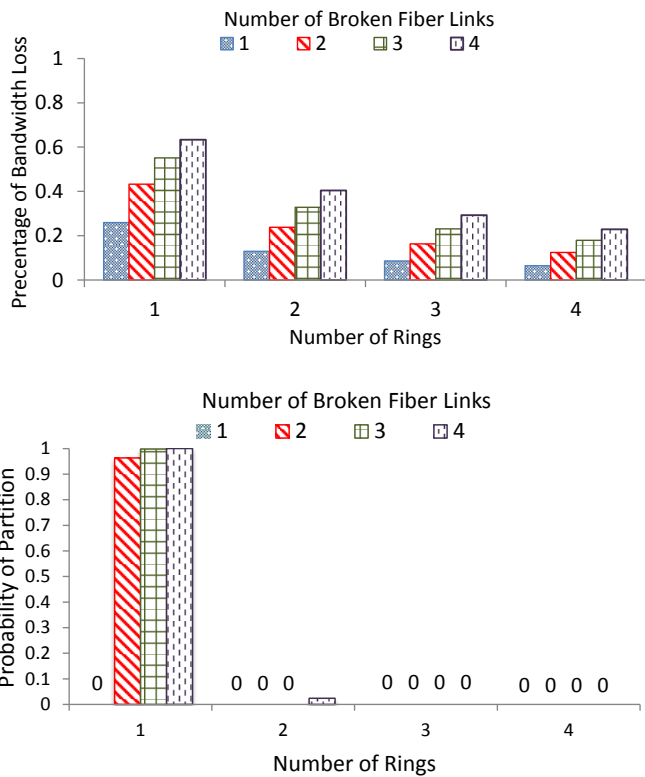 Number of Broken Fiber Links
1 2 3 4
Precentage of Bandwidth Loss
1
0.8
0.6
0.4
0.2
0
1 2 3 4
Number of Rings
Number of Broken Fiber Links
1 2 3 4
Probability of Partition
1
0.9
0.8
0.7
0.6
0.5
0.4
0.3
0.2
0.1
0
0 0 0 0 0 0 0 0 0 0 0 0
1 2 3 4
Number of Rings